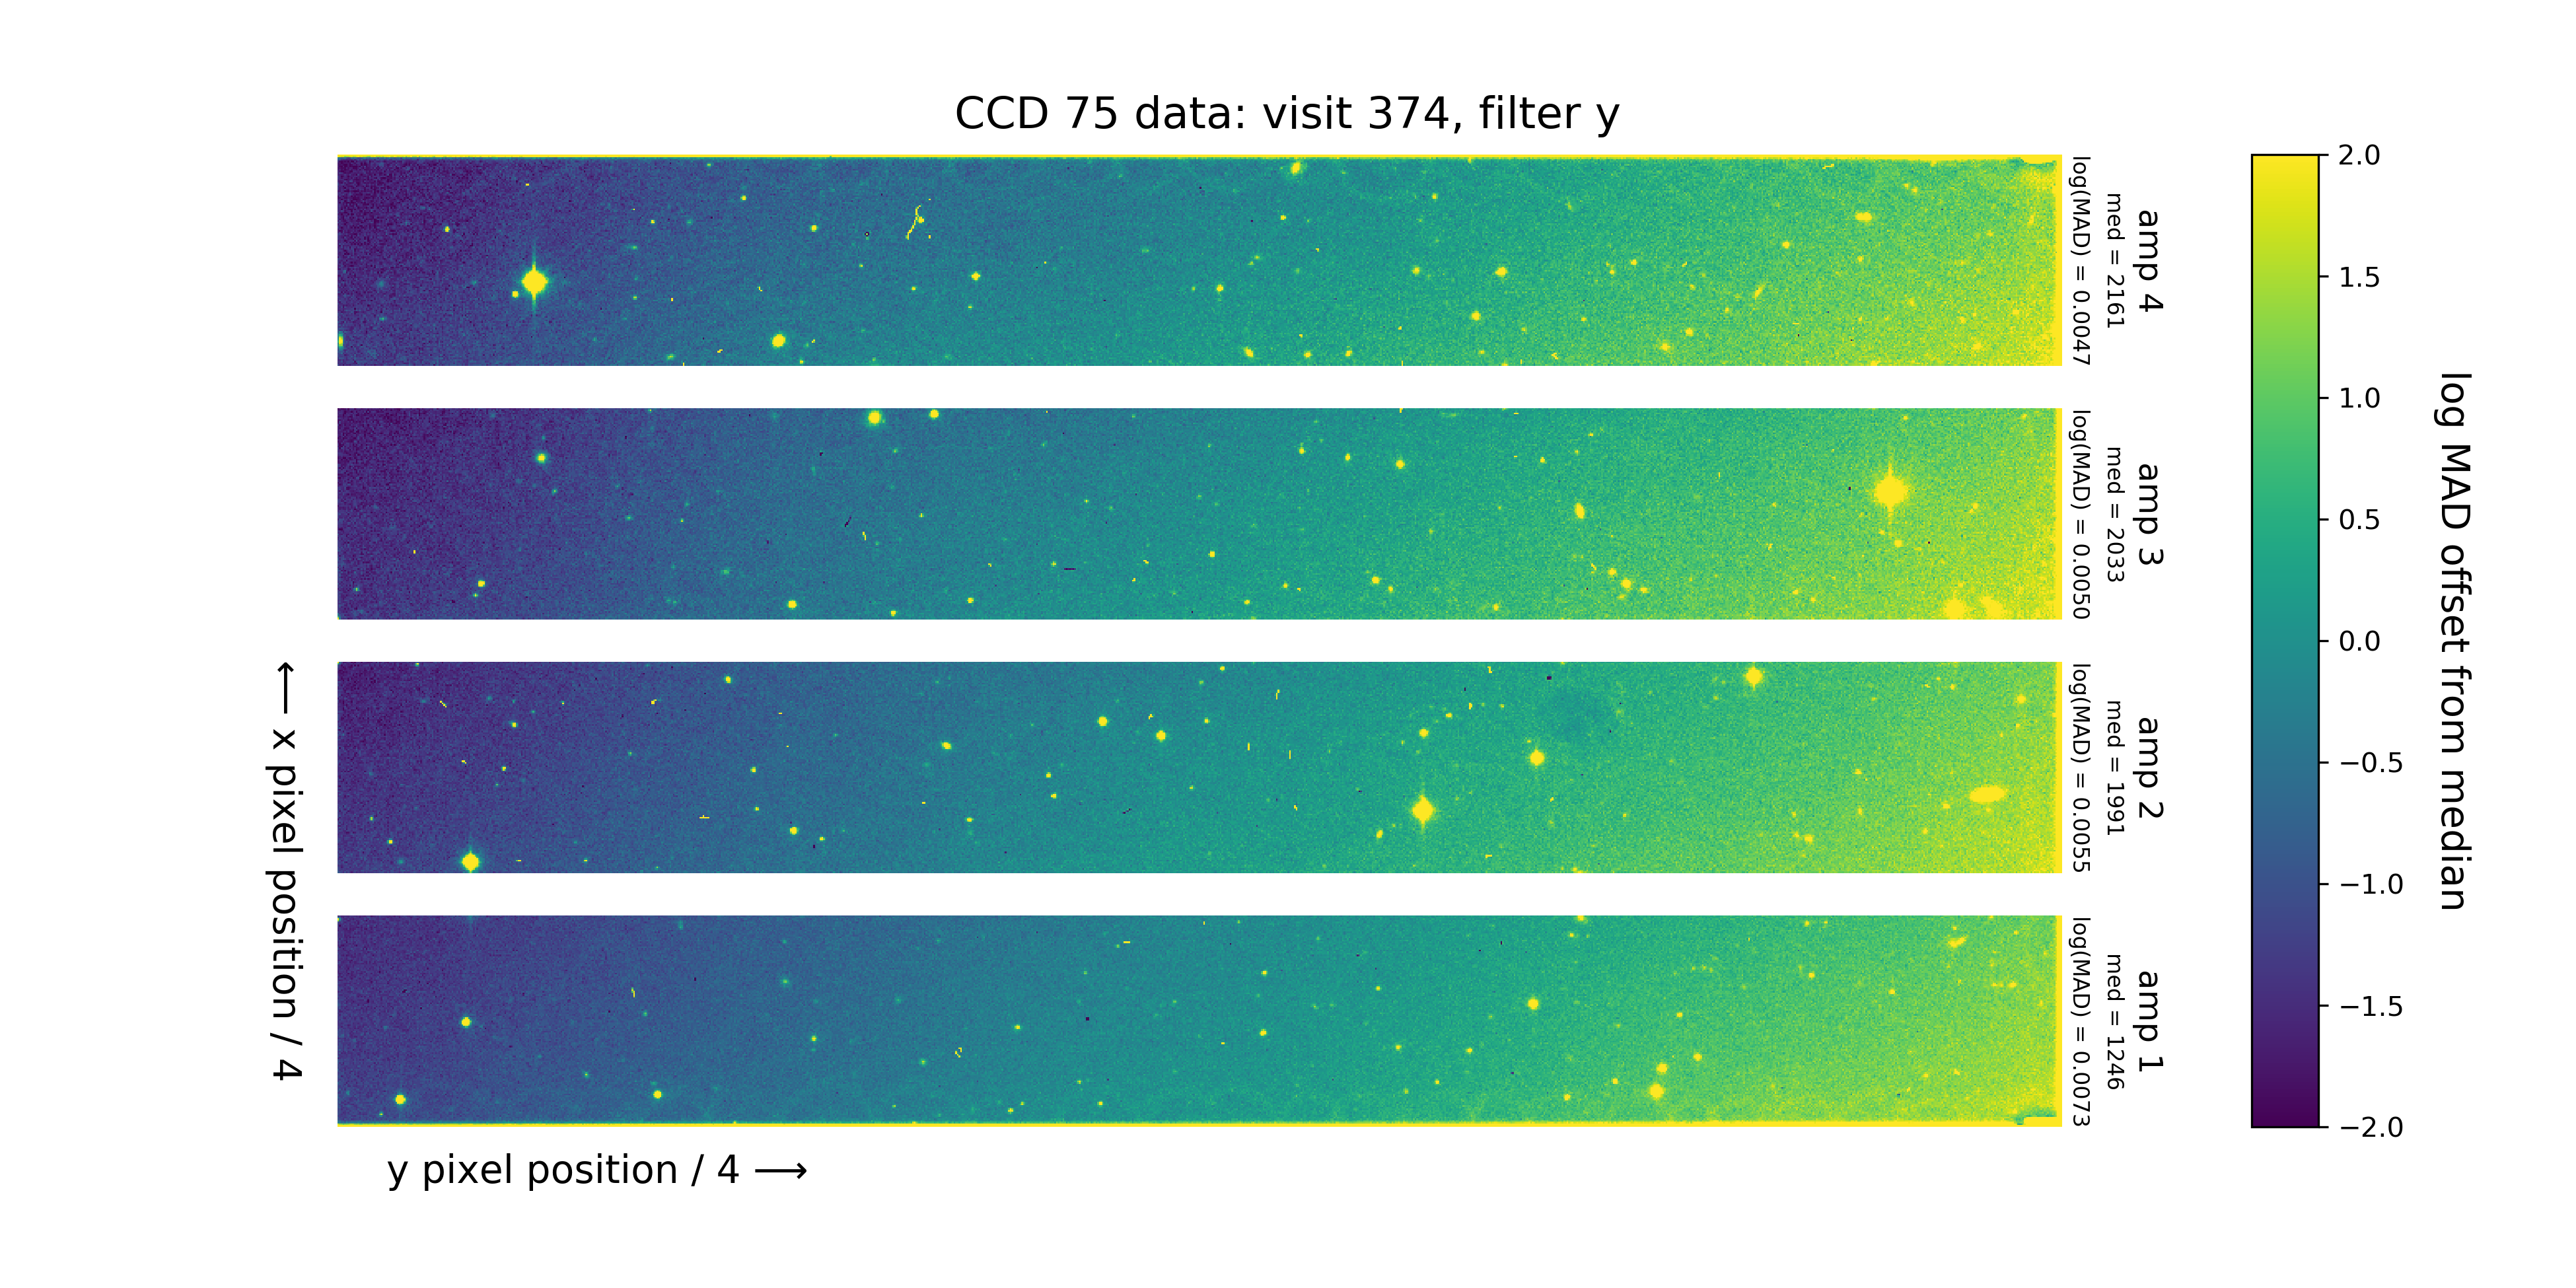 CCD 75 data: visit 374, filter y
amp 4
med = 2161
log(MAD) = 0.0047
amp 3
med = 2033
log(MAD) = 0.0050
amp 2
med = 1991
log(MAD) = 0.0055
amp 1
med = 1246
log(MAD) = 0.0073
⟵ x pixel position / 4
y pixel position / 4 ⟶
2.0
1.5
1.0
0.5
0.0
−0.5
−1.0
−1.5
−2.0
log MAD offset from median